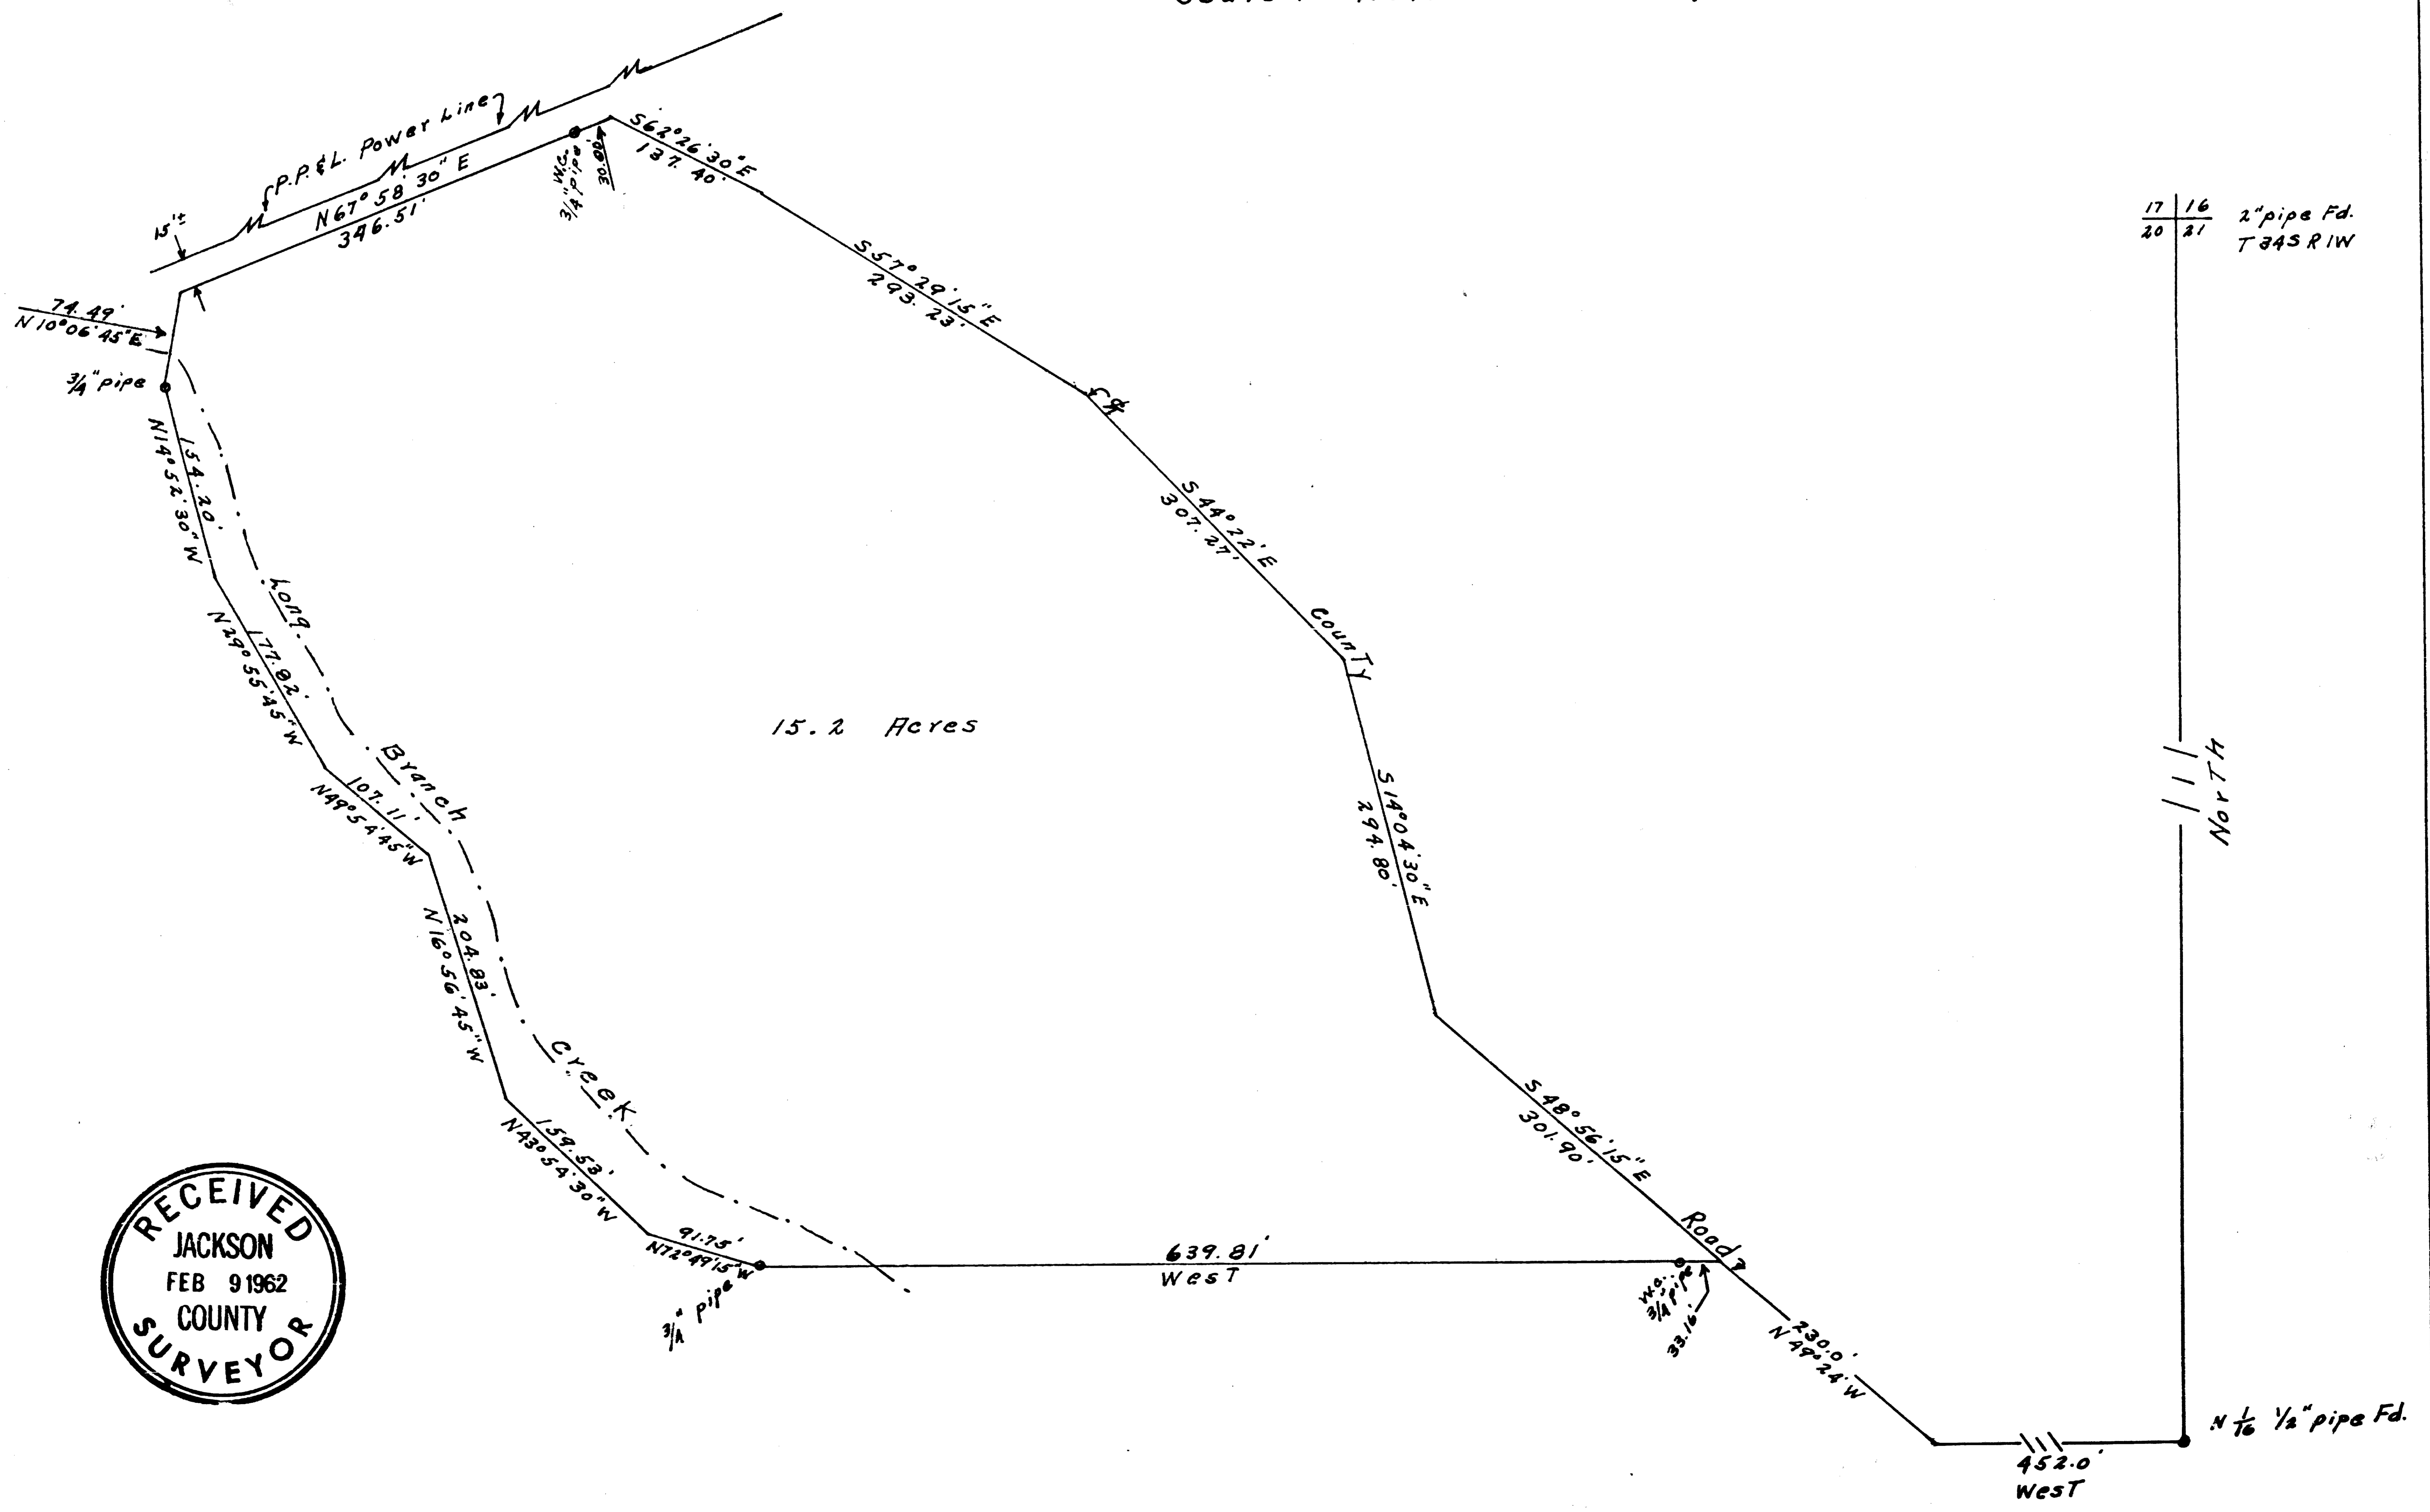 P.P.&L. Power Line
15'±
N67° 58' 30" E
346.51'
W.C.
3/4" pipe
30.00'
S62° 26' 30" E
137.40'
17 | 16
20 | 21
2" pipe Fd.
T34S R1W
S57° 29' 15" E
293.23'
74.49'
N10° 06' 45" E
3/4" pipe
154.20'
N14° 52' 30" W
℄
S44° 22' E
307.27'
Long Branch Creek
177.82'
N29° 55' 45" W
County
15.2 Acres
NorTh
107.11'
N49° 54' 45" W
S14° 04' 30" E
294.80'
204.83'
N16° 56' 45" W
S48° 56' 15" E
301.90'
159.53'
N43° 54' 30" W
Road
91.75'
N72° 49' 15" W
3/4" pipe
639.81'
WesT
W.C.
3/4" pipe
33.16'
230.0'
N49° 24' W
N 1/16 1/2" pipe Fd.
452.0'
WesT
RECEIVED
JACKSON
FEB 9 1962
COUNTY
SURVEYOR